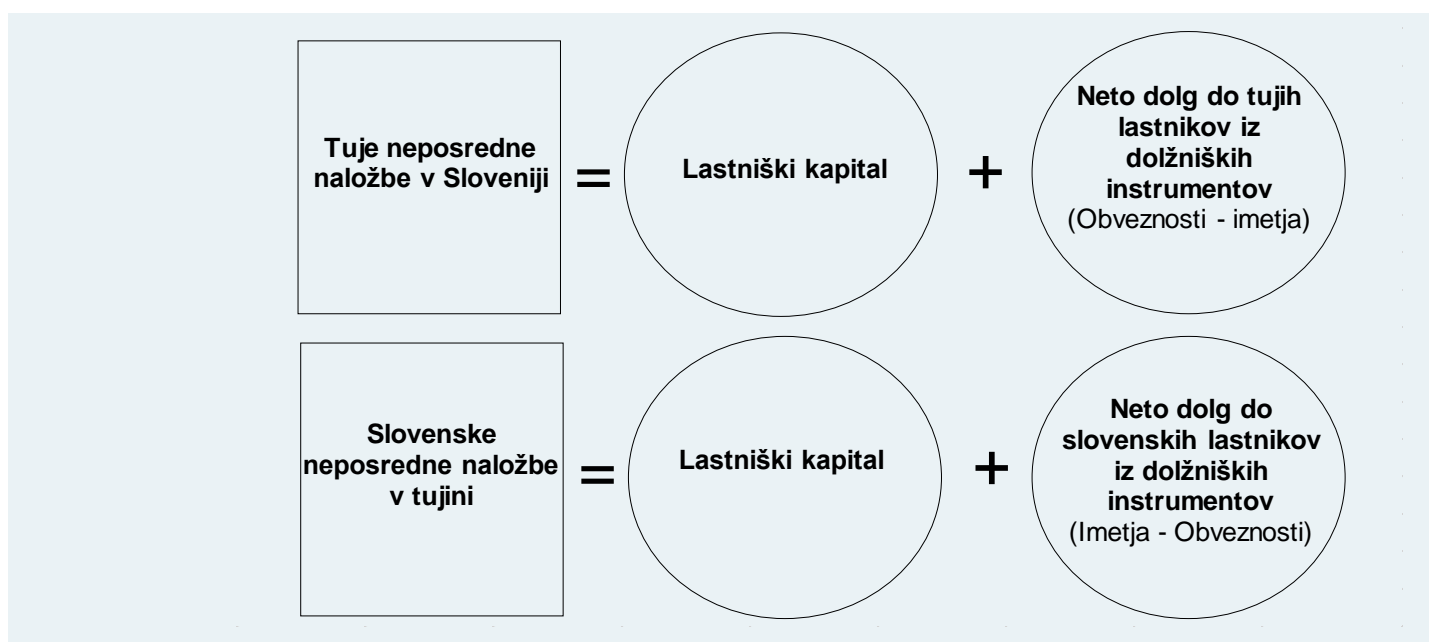 Tuje neposredne
naložbe v Sloveniji
=
Lastniški kapital
+
Neto dolg do tujih
lastnikov iz
dolžniških
instrumentov
(Obveznosti - imetja)
Slovenske
neposredne naložbe
v tujini
=
Lastniški kapital
+
Neto dolg do
slovenskih lastnikov
iz dolžniških
instrumentov
(Imetja - Obveznosti)